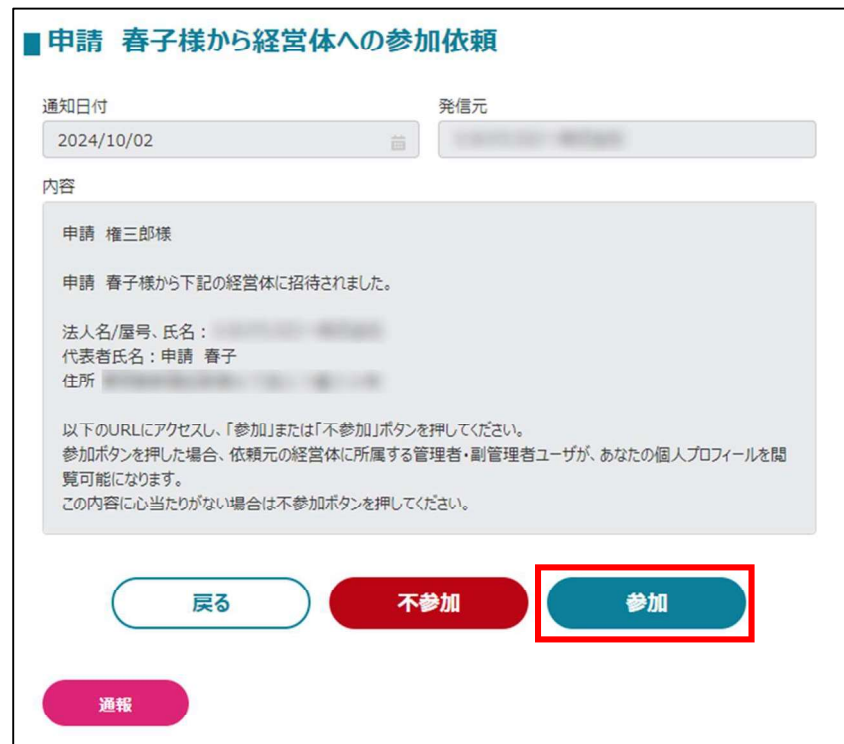 申請 春子様から経営体への参加依頼
通知日付
発信元
2024/10/02
内容
申請 権三郎様
申請 春子様から下記の経営体に招待されました。
法人名/屋号、氏名：
代表者氏名：申請 春子
住所
以下のURLにアクセスし、「参加」または「不参加」ボタンを押してください。
参加ボタンを押した場合、依頼元の経営体に所属する管理者・副管理者ユーザが、あなたの個人プロフィールを閲
覧可能になります。
この内容に心当たりがない場合は不参加ボタンを押してください。
戻る
不参加
参加
通報